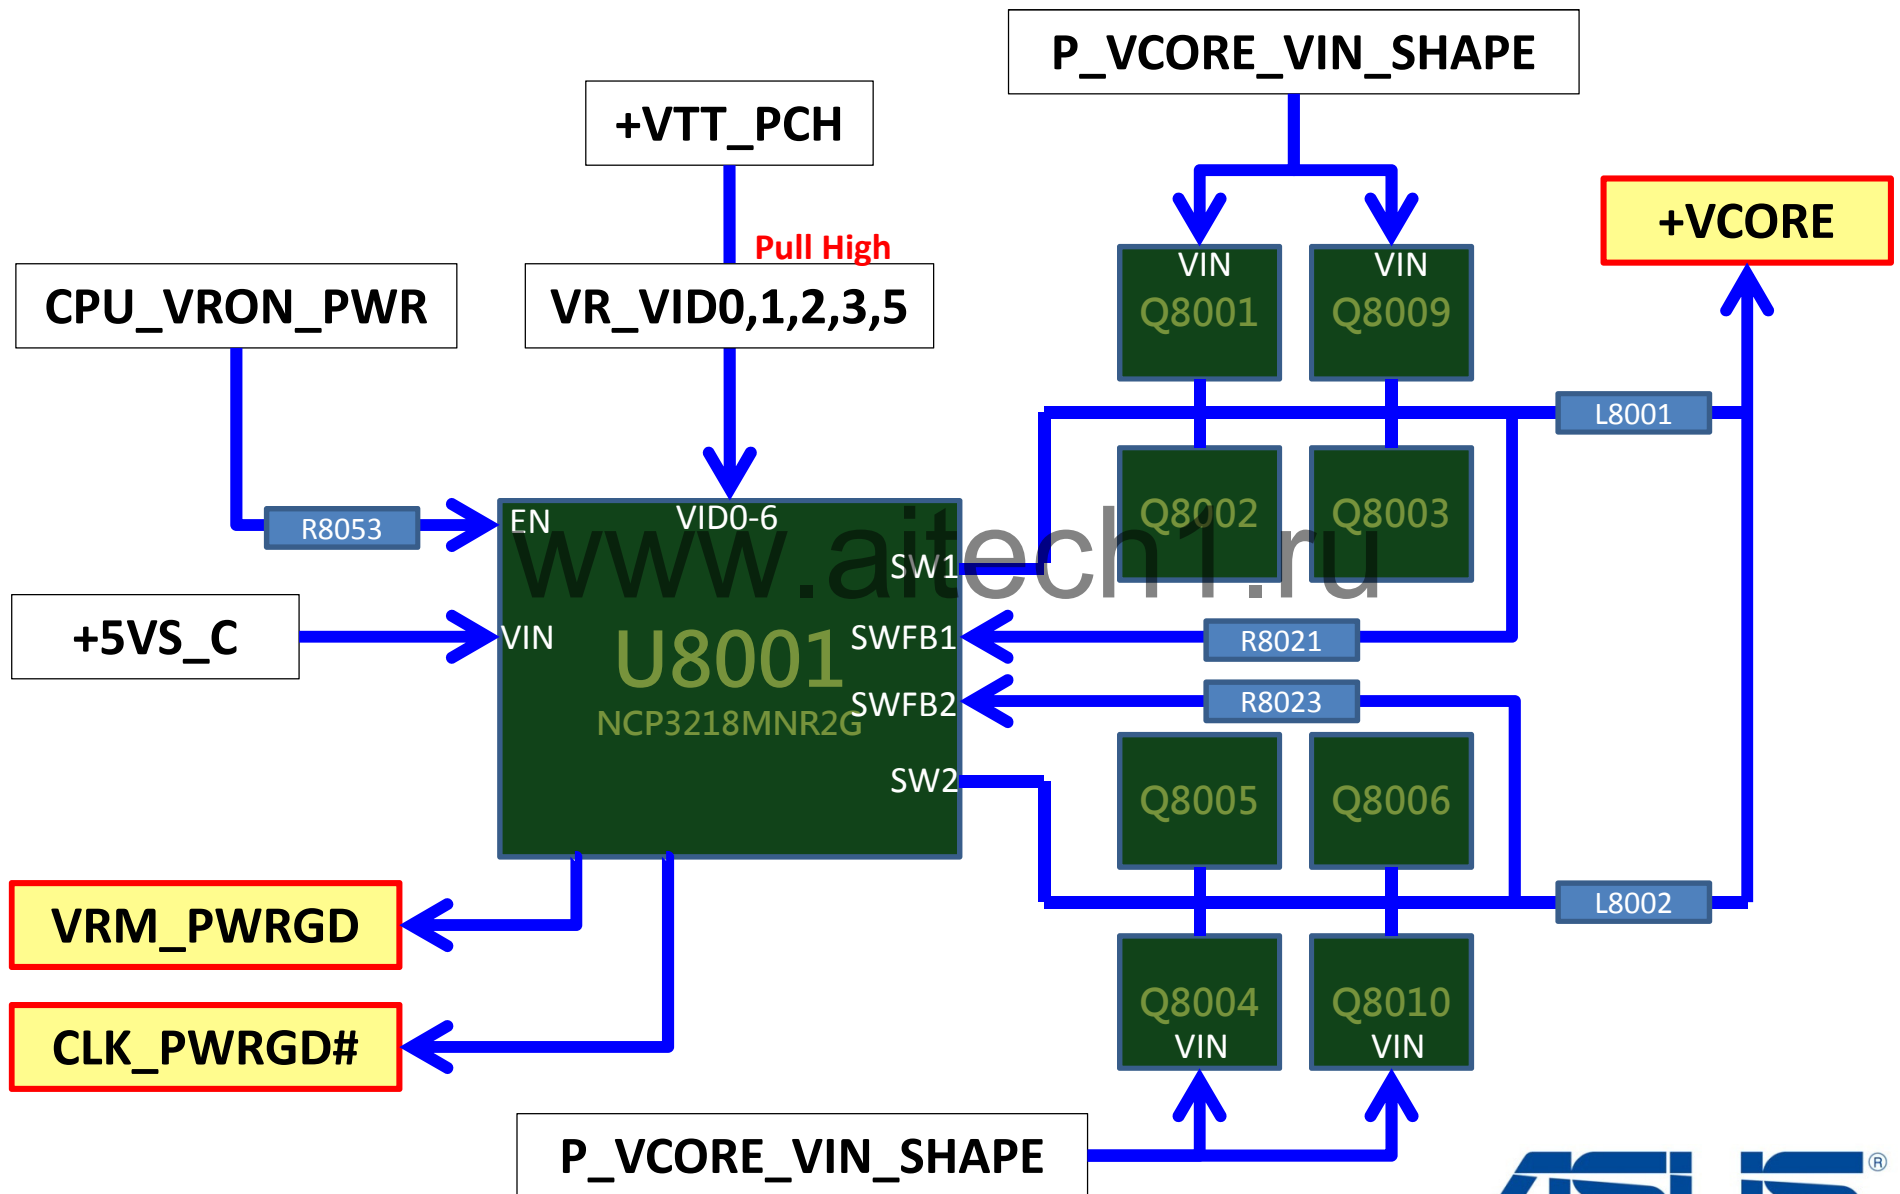 P_VCORE_VIN_SHAPE
+VTT_PCH
+VCORE
Pull High
CPU_VRON_PWR
VR_VID0,1,2,3,5
VIN
Q8001
VIN
Q8009
L8001
Q8002
Q8003
R8053
EN
VID0-6
SW1
www.aitech1.ru
+5VS_C
VIN
U8001
NCP3218MNR2G
SWFB1
R8021
SWFB2
R8023
SW2
Q8005
Q8006
L8002
VRM_PWRGD
Q8004
VIN
Q8010
VIN
CLK_PWRGD#
P_VCORE_VIN_SHAPE
ASUS ®